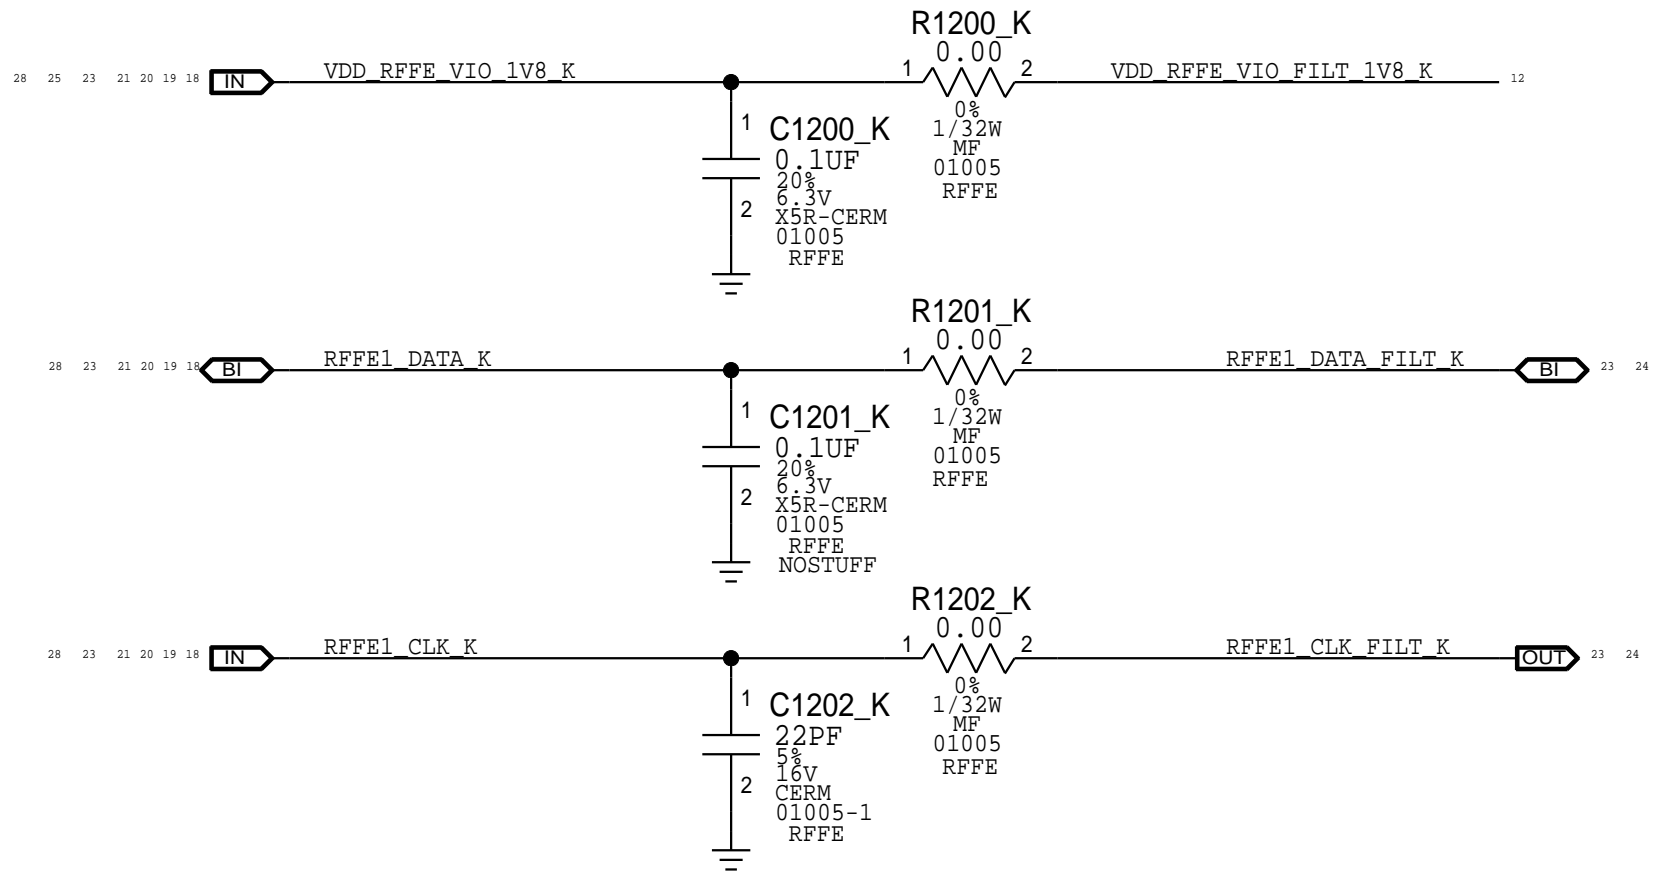 R1200_K
0.00
28 25 23 21 20 19 18 IN VDD_RFFE_VIO_1V8_K 1 2 VDD_RFFE_VIO_FILT_1V8_K 12
0%
1/32W
MF
01005
RFFE
1 C1200_K
0.1UF
20%
6.3V
2 X5R-CERM
01005
RFFE
R1201_K
0.00
28 23 21 20 19 18 BI RFFE1_DATA_K 1 2 RFFE1_DATA_FILT_K BI 23 24
0%
1/32W
MF
01005
RFFE
1 C1201_K
0.1UF
20%
6.3V
2 X5R-CERM
01005
RFFE
NOSTUFF
R1202_K
0.00
28 23 21 20 19 18 IN RFFE1_CLK_K 1 2 RFFE1_CLK_FILT_K OUT 23 24
0%
1/32W
MF
01005
RFFE
1 C1202_K
22PF
5%
16V
2 CERM
01005-1
RFFE